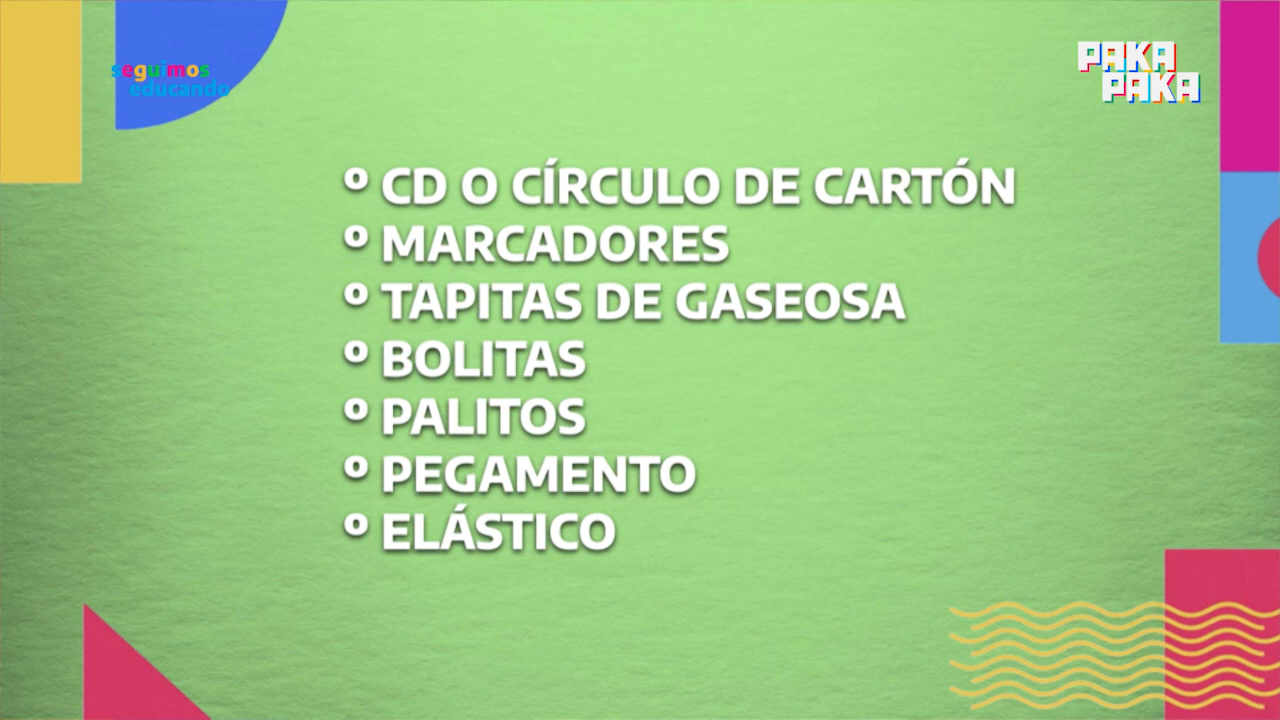 seguimos
educando
PAKA
PAKA
º CD O CÍRCULO DE CARTÓN
º MARCADORES
º TAPITAS DE GASEOSA
º BOLITAS
º PALITOS
º PEGAMENTO
º ELÁSTICO